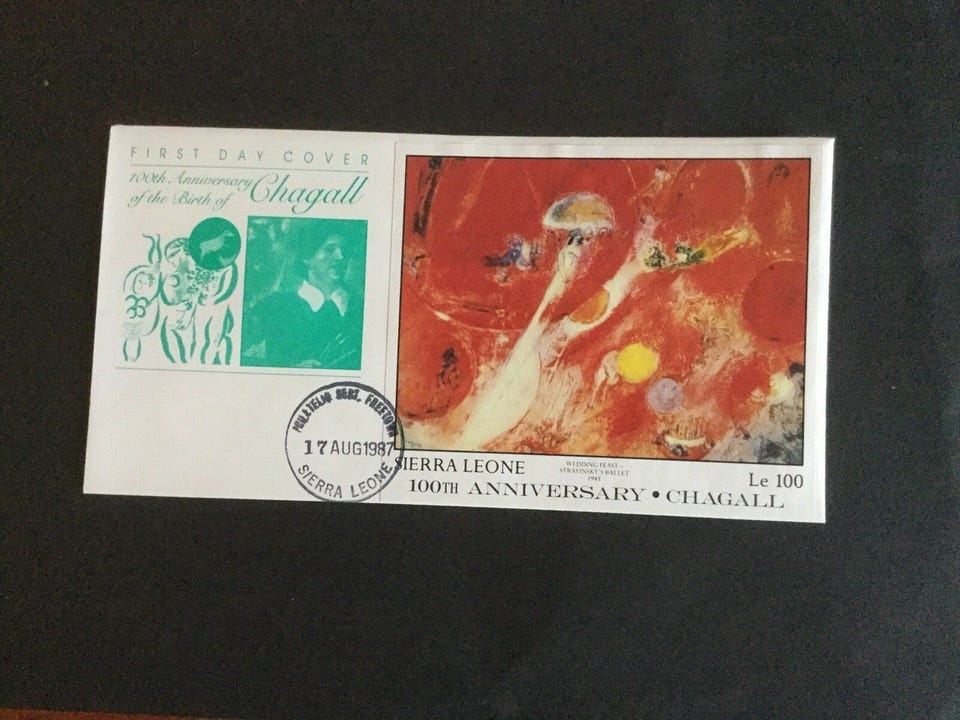 FIRST DAY COVER
100th Anniversary
of the Birth of Chagall
PHILATELIC BERT, FREETOWN
17 AUG 1987
SIERRA LEONE
SIERRA LEONE
WEDDING FEAST –
STRAVINSKY'S BALLET
1945
Le 100
100TH ANNIVERSARY • CHAGALL